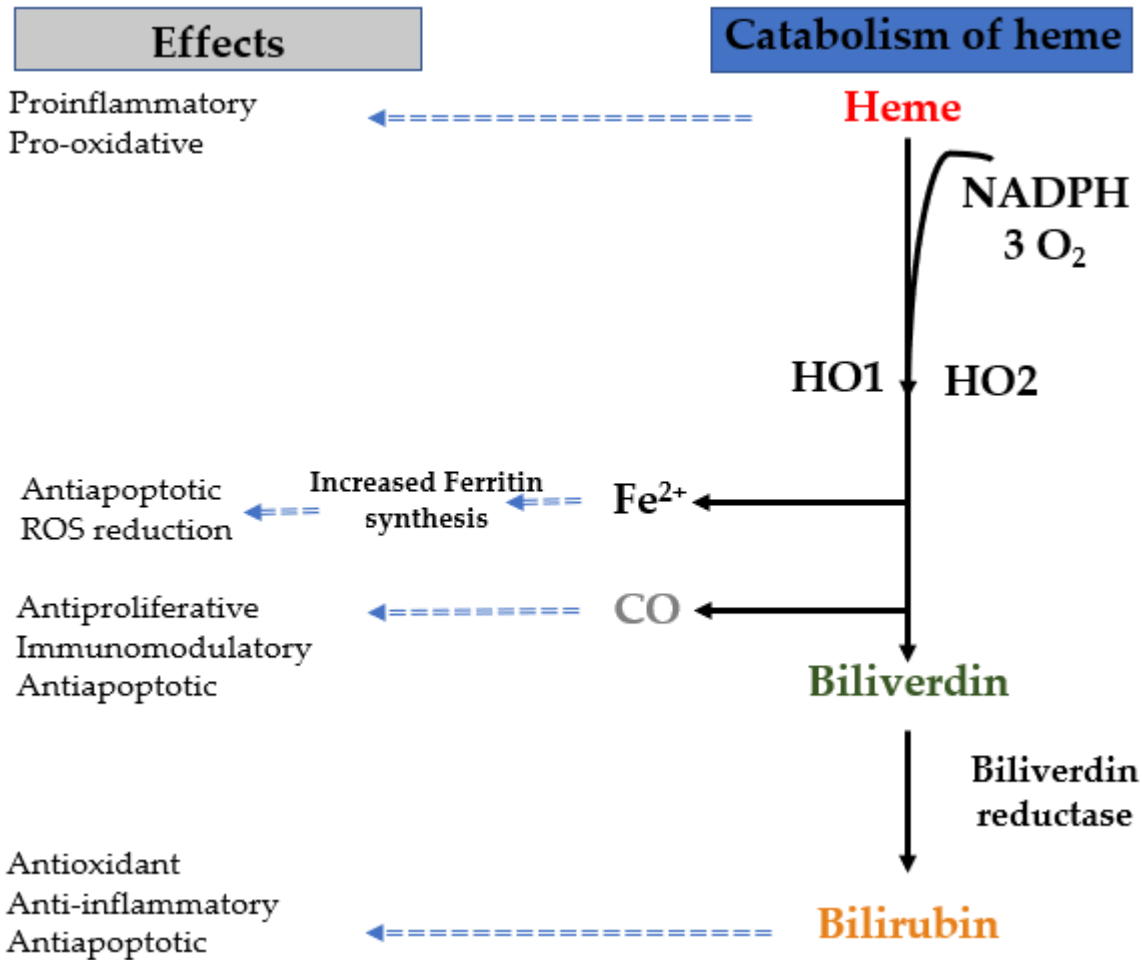 Effects
Catabolism of heme
Proinflammatory
Pro-oxidative
Heme
NADPH
3 O₂
HO1
HO2
Antiapoptotic
ROS reduction
Increased Ferritin
synthesis
Fe²⁺
Antiproliferative
Immunomodulatory
Antiapoptotic
CO
Biliverdin
Biliverdin
reductase
Antioxidant
Anti-inflammatory
Antiapoptotic
Bilirubin